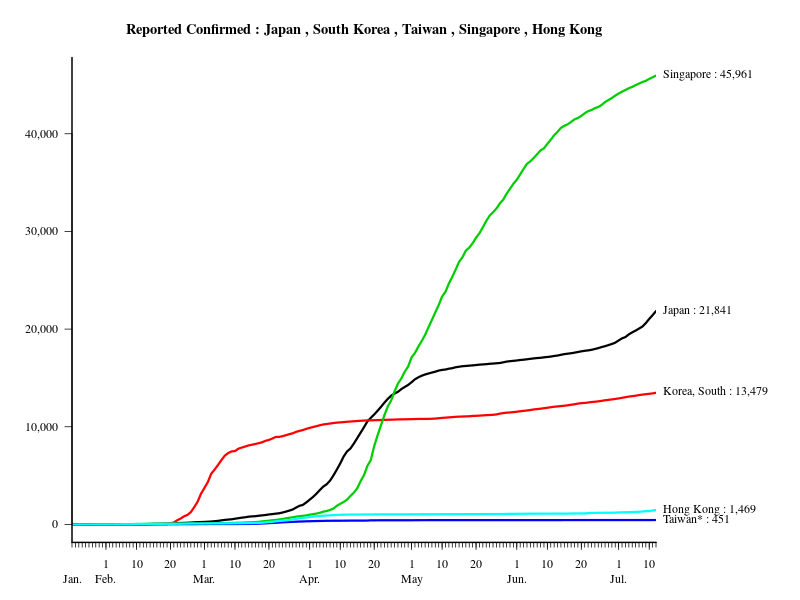 Reported Confirmed : Japan , South Korea , Taiwan , Singapore , Hong Kong
Singapore : 45,961
40,000
30,000
20,000
Japan : 21,841
Korea, South : 13,479
10,000
Hong Kong : 1,469
Taiwan* : 451
0
1 10 20 1 10 20 1 10 20 1 10 20 1 10 20 1 10
Jan. Feb. Mar. Apr. May Jun. Jul.